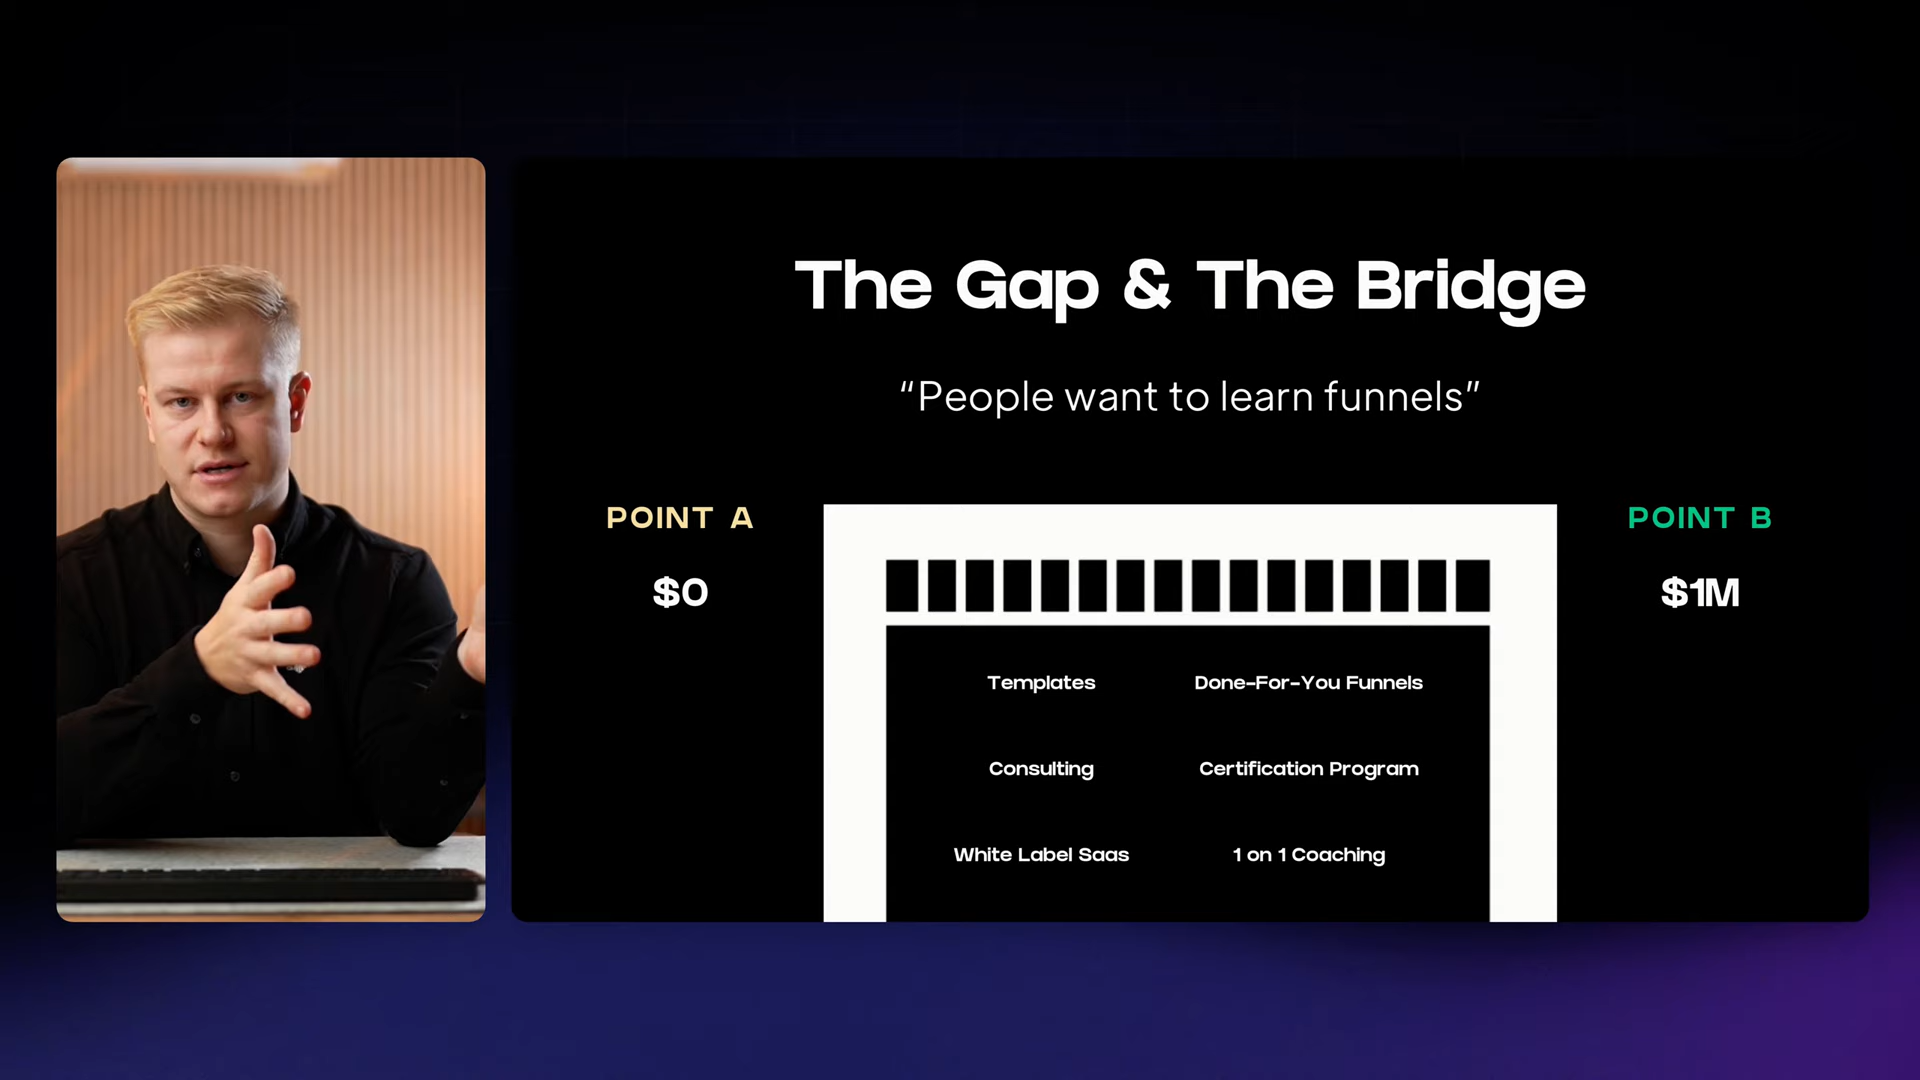 The Gap & The Bridge
“People want to learn funnels”
POINT A
POINT B
$0
$1M
Templates
Done-For-You Funnels
Consulting
Certification Program
White Label Saas
1 on 1 Coaching